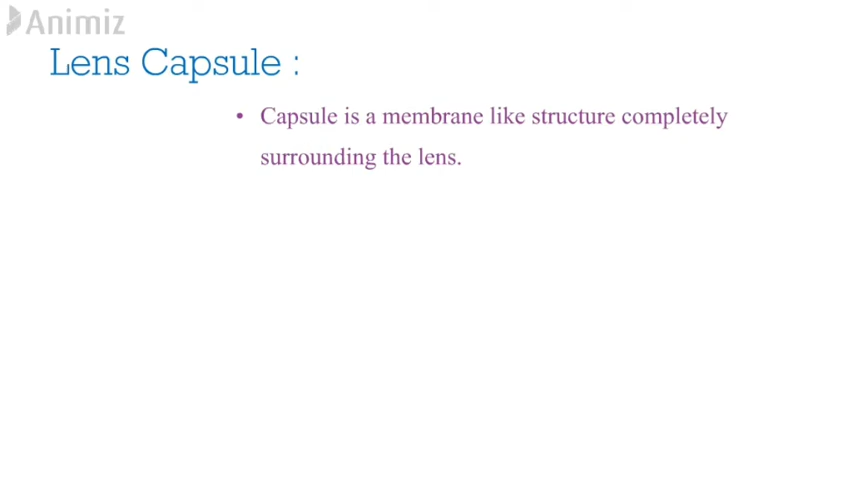 Animiz
Lens Capsule :
• Capsule is a membrane like structure completely
surrounding the lens.